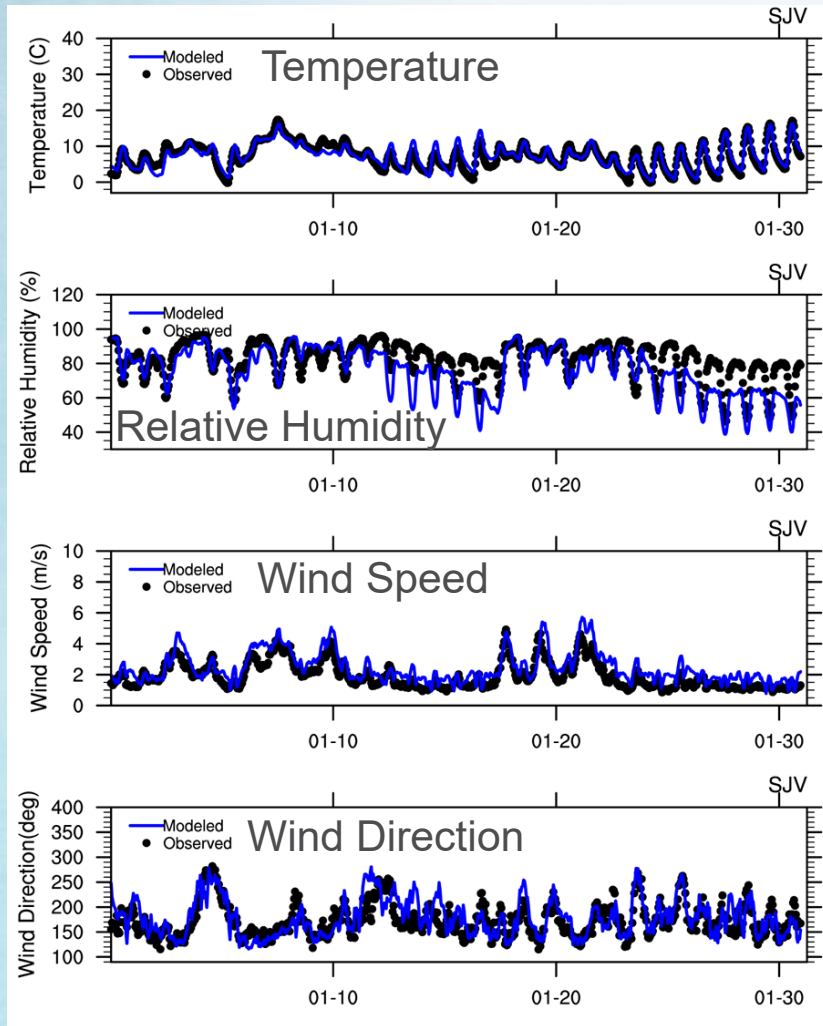 SJV
Temperature (C)
40
30
20
10
0
Modeled
Observed
Temperature
01-10
01-20
01-30
SJV
Relative Humidity (%)
120
100
80
60
40
Modeled
Observed
Relative Humidity
01-10
01-20
01-30
SJV
Wind Speed (m/s)
10
8
6
4
2
0
Modeled
Observed
Wind Speed
01-10
01-20
01-30
SJV
Wind Direction(deg)
400
350
300
250
200
150
100
Modeled
Observed
Wind Direction
01-10
01-20
01-30